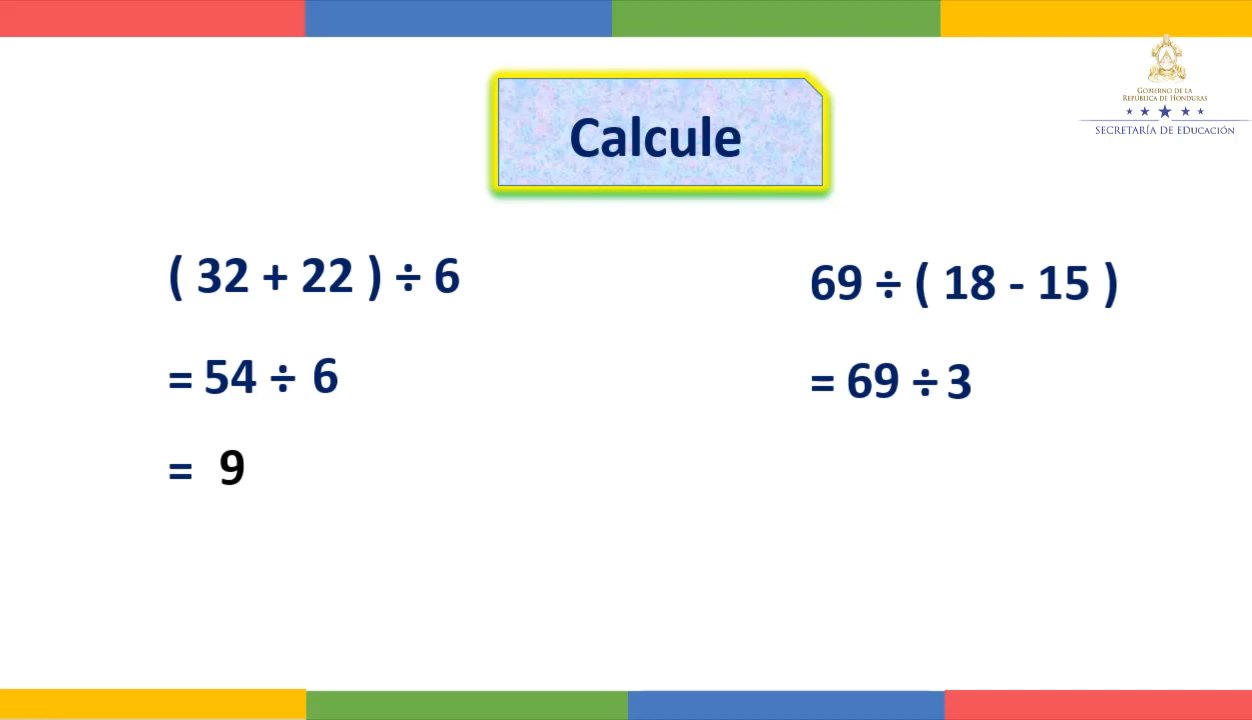 GOBIERNO DE LA
REPÚBLICA DE HONDURAS
SECRETARÍA DE EDUCACIÓN
Calcule
( 32 + 22 ) ÷ 6
= 54 ÷ 6
= 9
69 ÷ ( 18 - 15 )
= 69 ÷ 3